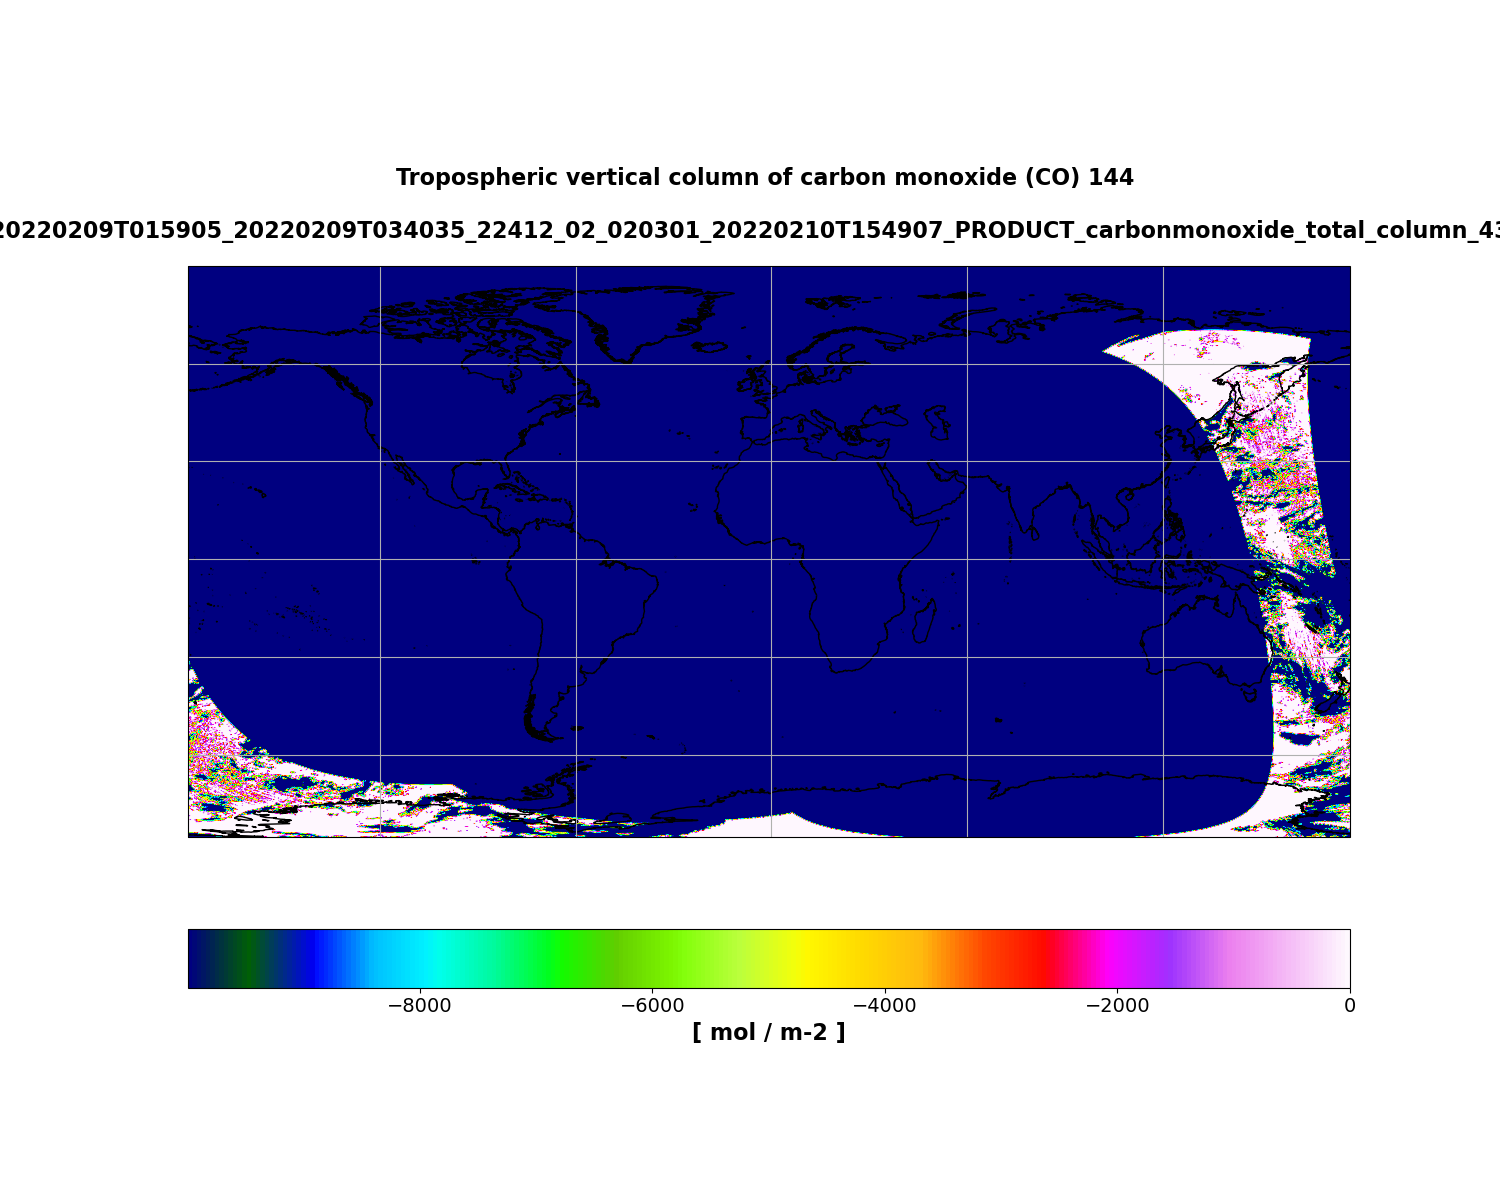 Tropospheric vertical column of carbon monoxide (CO) 144
20220209T015905_20220209T034035_22412_02_020301_20220210T154907_PRODUCT_carbonmonoxide_total_column_43
−8000 −6000 −4000 −2000 0
[ mol / m-2 ]